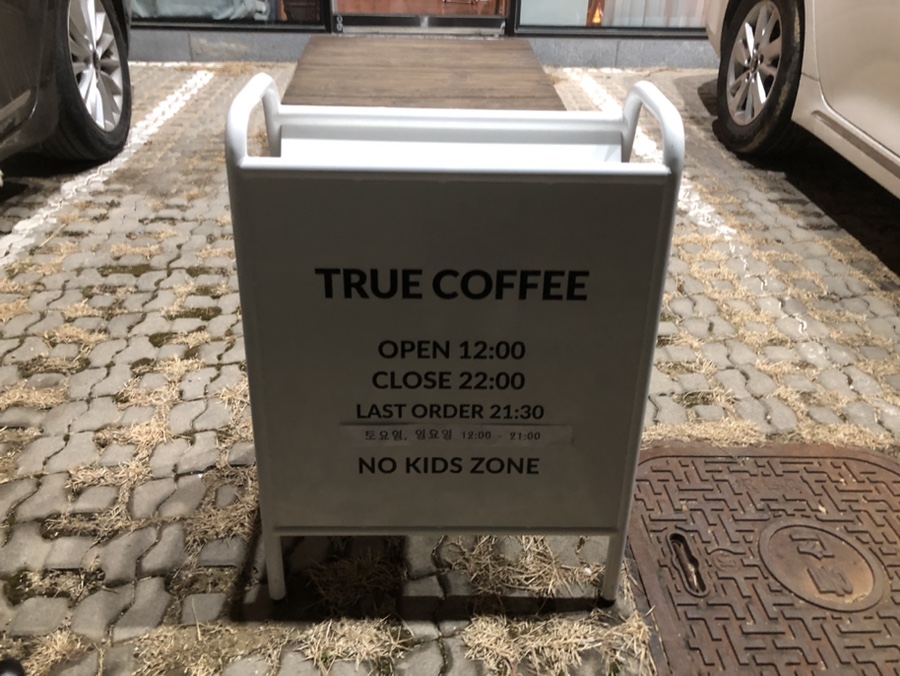 TRUE COFFEE
OPEN 12:00
CLOSE 22:00
LAST ORDER 21:30
토요일, 일요일 12:00 - 21:00
NO KIDS ZONE